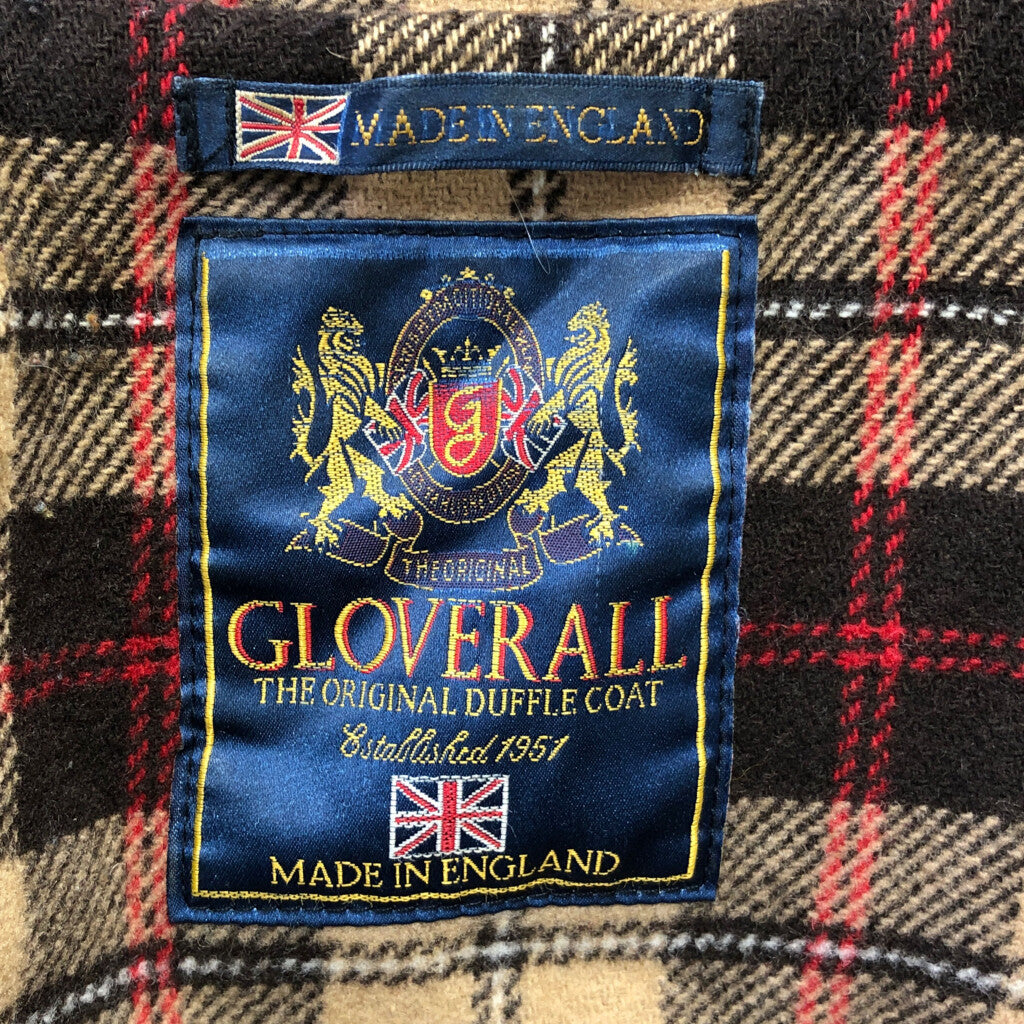 MADE IN ENGLAND
G
THE ORIGINAL
GLOVERALL
THE ORIGINAL DUFFLE COAT
Established 1951
MADE IN ENGLAND